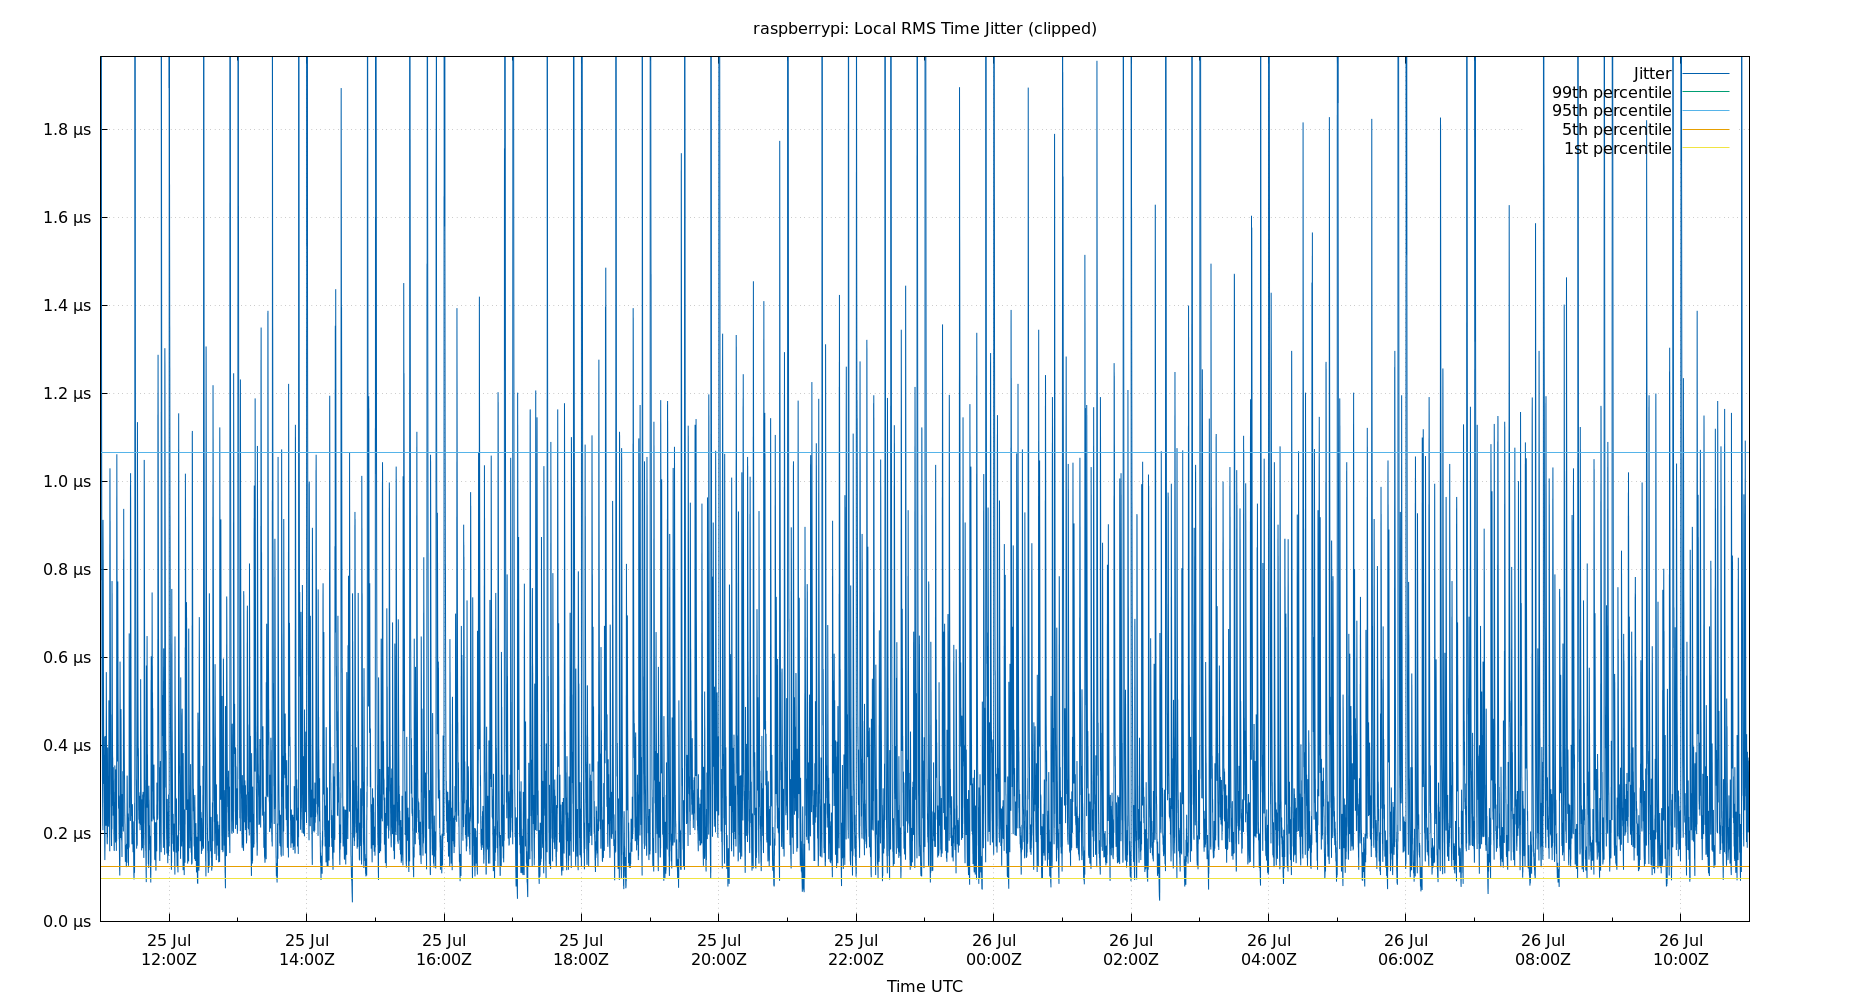 raspberrypi: Local RMS Time Jitter (clipped)
Jitter
99th percentile
95th percentile
5th percentile
1st percentile
1.8 μs
1.6 μs
1.4 μs
1.2 μs
1.0 μs
0.8 μs
0.6 μs
0.4 μs
0.2 μs
0.0 μs
25 Jul 25 Jul 25 Jul 25 Jul 25 Jul 25 Jul 26 Jul 26 Jul 26 Jul 26 Jul 26 Jul 26 Jul
12:00Z 14:00Z 16:00Z 18:00Z 20:00Z 22:00Z 00:00Z 02:00Z 04:00Z 06:00Z 08:00Z 10:00Z
Time UTC